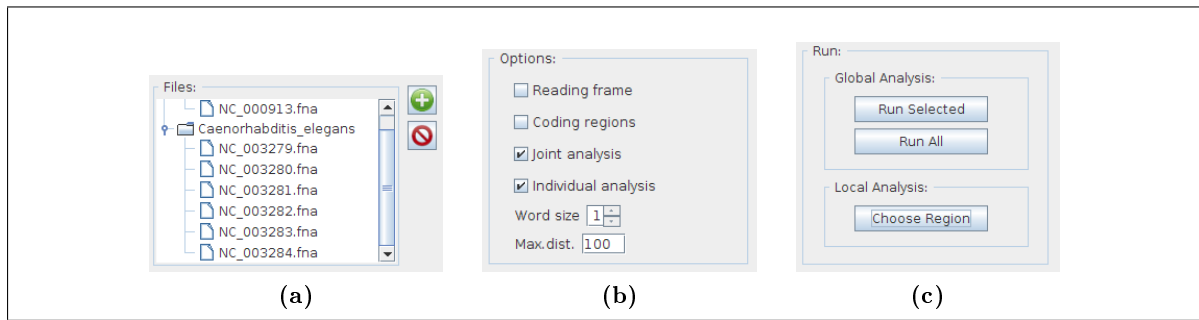 Files:
NC_000913.fna
Caenorhabditis_elegans
NC_003279.fna
NC_003280.fna
NC_003281.fna
NC_003282.fna
NC_003283.fna
NC_003284.fna
(a)
Options:
Reading frame
Coding regions
Joint analysis
Individual analysis
Word size 1
Max.dist. 100
(b)
Run:
Global Analysis:
Run Selected
Run All
Local Analysis:
Choose Region
(c)